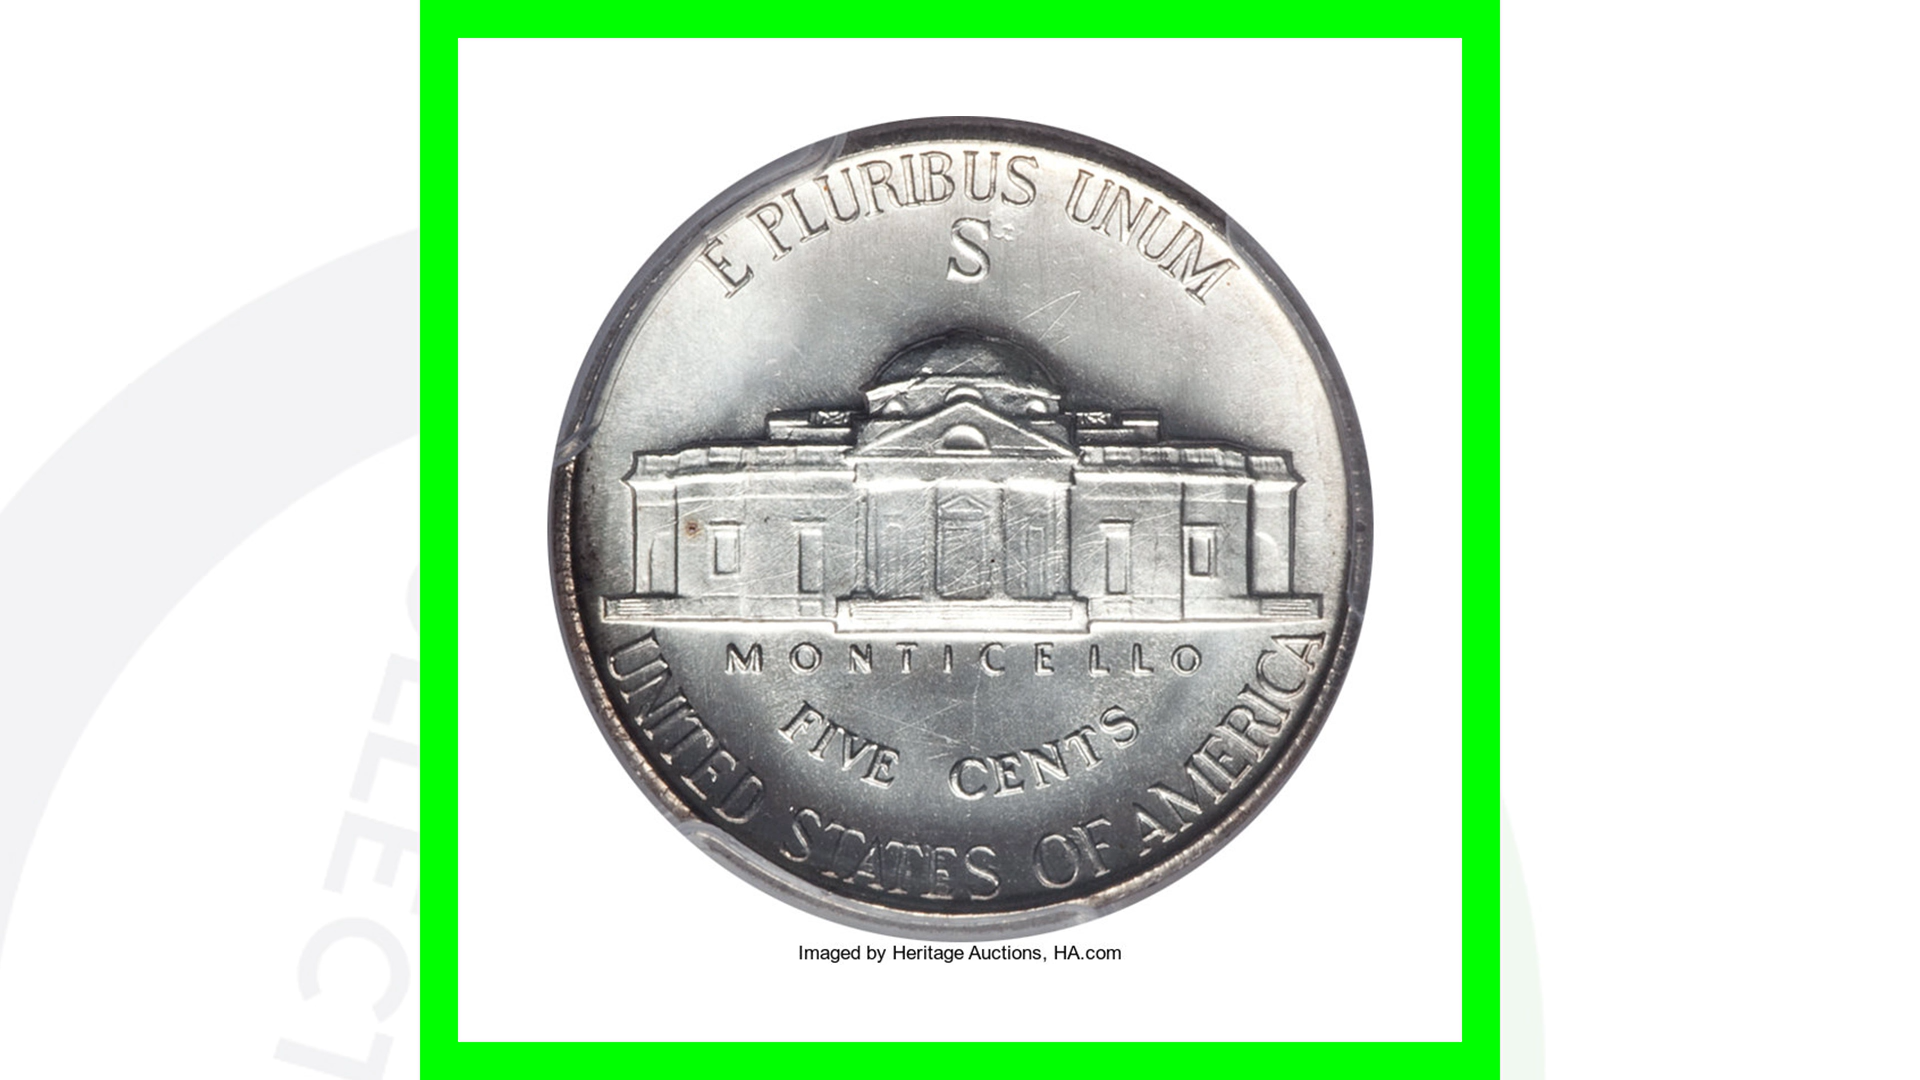 E PLURIBUS UNUM
S
MONTICELLO
FIVE CENTS
UNITED STATES OF AMERICA
Imaged by Heritage Auctions, HA.com